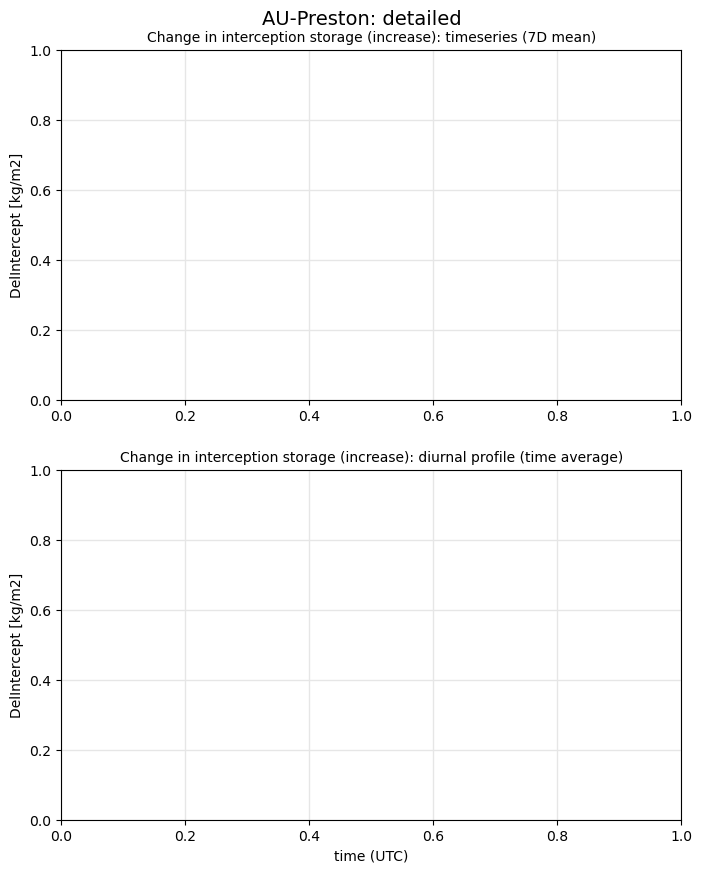 AU-Preston: detailed
Change in interception storage (increase): timeseries (7D mean)
1.0
0.8
0.6
0.4
0.2
0.0
DelIntercept [kg/m2]
0.0 0.2 0.4 0.6 0.8 1.0
Change in interception storage (increase): diurnal profile (time average)
1.0
0.8
0.6
0.4
0.2
0.0
DelIntercept [kg/m2]
0.0 0.2 0.4 0.6 0.8 1.0
time (UTC)